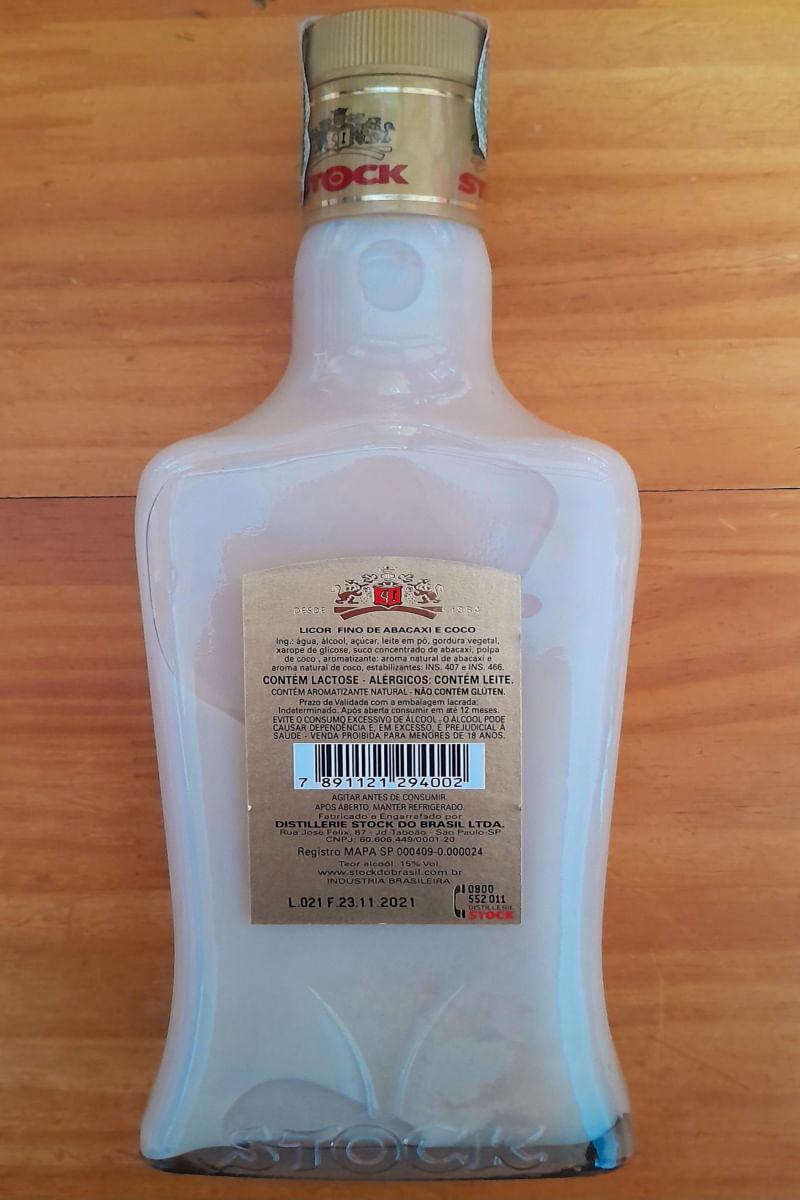 STOCK
ST
DESDE 1884
LICOR FINO DE ABACAXI E COCO
Ing.: água, álcool, açúcar, leite em pó, gordura vegetal,
xarope de glicose, suco concentrado de abacaxi, polpa
de coco , aromatizante: aroma natural de abacaxi e
aroma natural de coco, estabilizantes: INS. 407 e INS. 466.
CONTÉM LACTOSE - ALÉRGICOS: CONTÉM LEITE.
CONTÉM AROMATIZANTE NATURAL - NÃO CONTÉM GLÚTEN.
Prazo de Validade com a embalagem lacrada:
Indeterminado. Após aberta consumir em até 12 meses.
EVITE O CONSUMO EXCESSIVO DE ÁLCOOL - O ÁLCOOL PODE
CAUSAR DEPENDÊNCIA E, EM EXCESSO, É PREJUDICIAL À
SAÚDE - VENDA PROIBIDA PARA MENORES DE 18 ANOS.
7 891121 294002
AGITAR ANTES DE CONSUMIR.
APÓS ABERTO, MANTER REFRIGERADO.
Fabricado e Engarrafado por
DISTILLERIE STOCK DO BRASIL LTDA.
Rua José Félix, 87 - Jd.Taboão - São Paulo-SP
CNPJ: 60.606.449/0001-20
Registro MAPA SP 000409-0.000024
Teor alcoól. 15% Vol.
www.stockdobrasil.com.br
INDÚSTRIA BRASILEIRA
L.021 F.23.11.2021
0800
552 011
DISTILLERIE
STOCK
STOCK